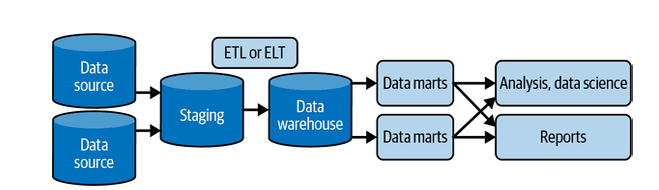 Data
source
Data
source
ETL or ELT
Staging
Data
warehouse
Data marts
Data marts
Analysis, data science
Reports